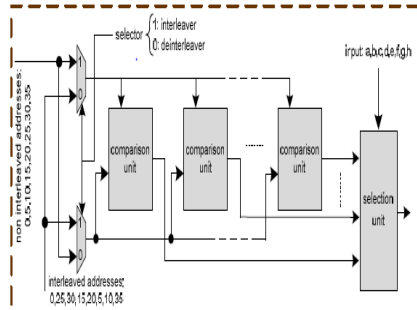 selector
1: interleaver
0: deinterleaver
input: a,b,c,d,e,f,g,h
non interleaved addresses:
0,5,10,15,20,25,30,35
1
0
comparison
unit
comparison
unit
comparison
unit
selection
unit
1
0
interleaved addresses;
0,25,30,15,20,5,10,35